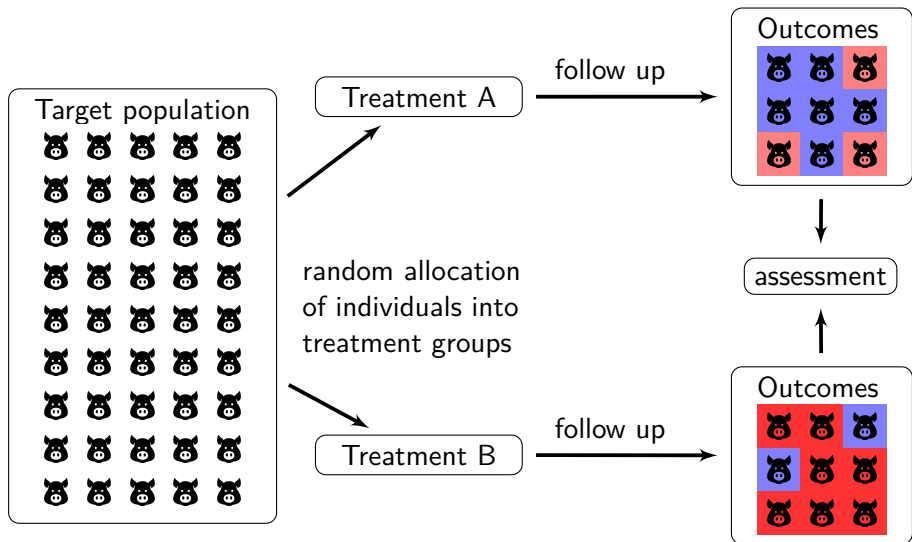 Target population
random allocation
of individuals into
treatment groups
Treatment A
follow up
Outcomes
assessment
Treatment B
follow up
Outcomes